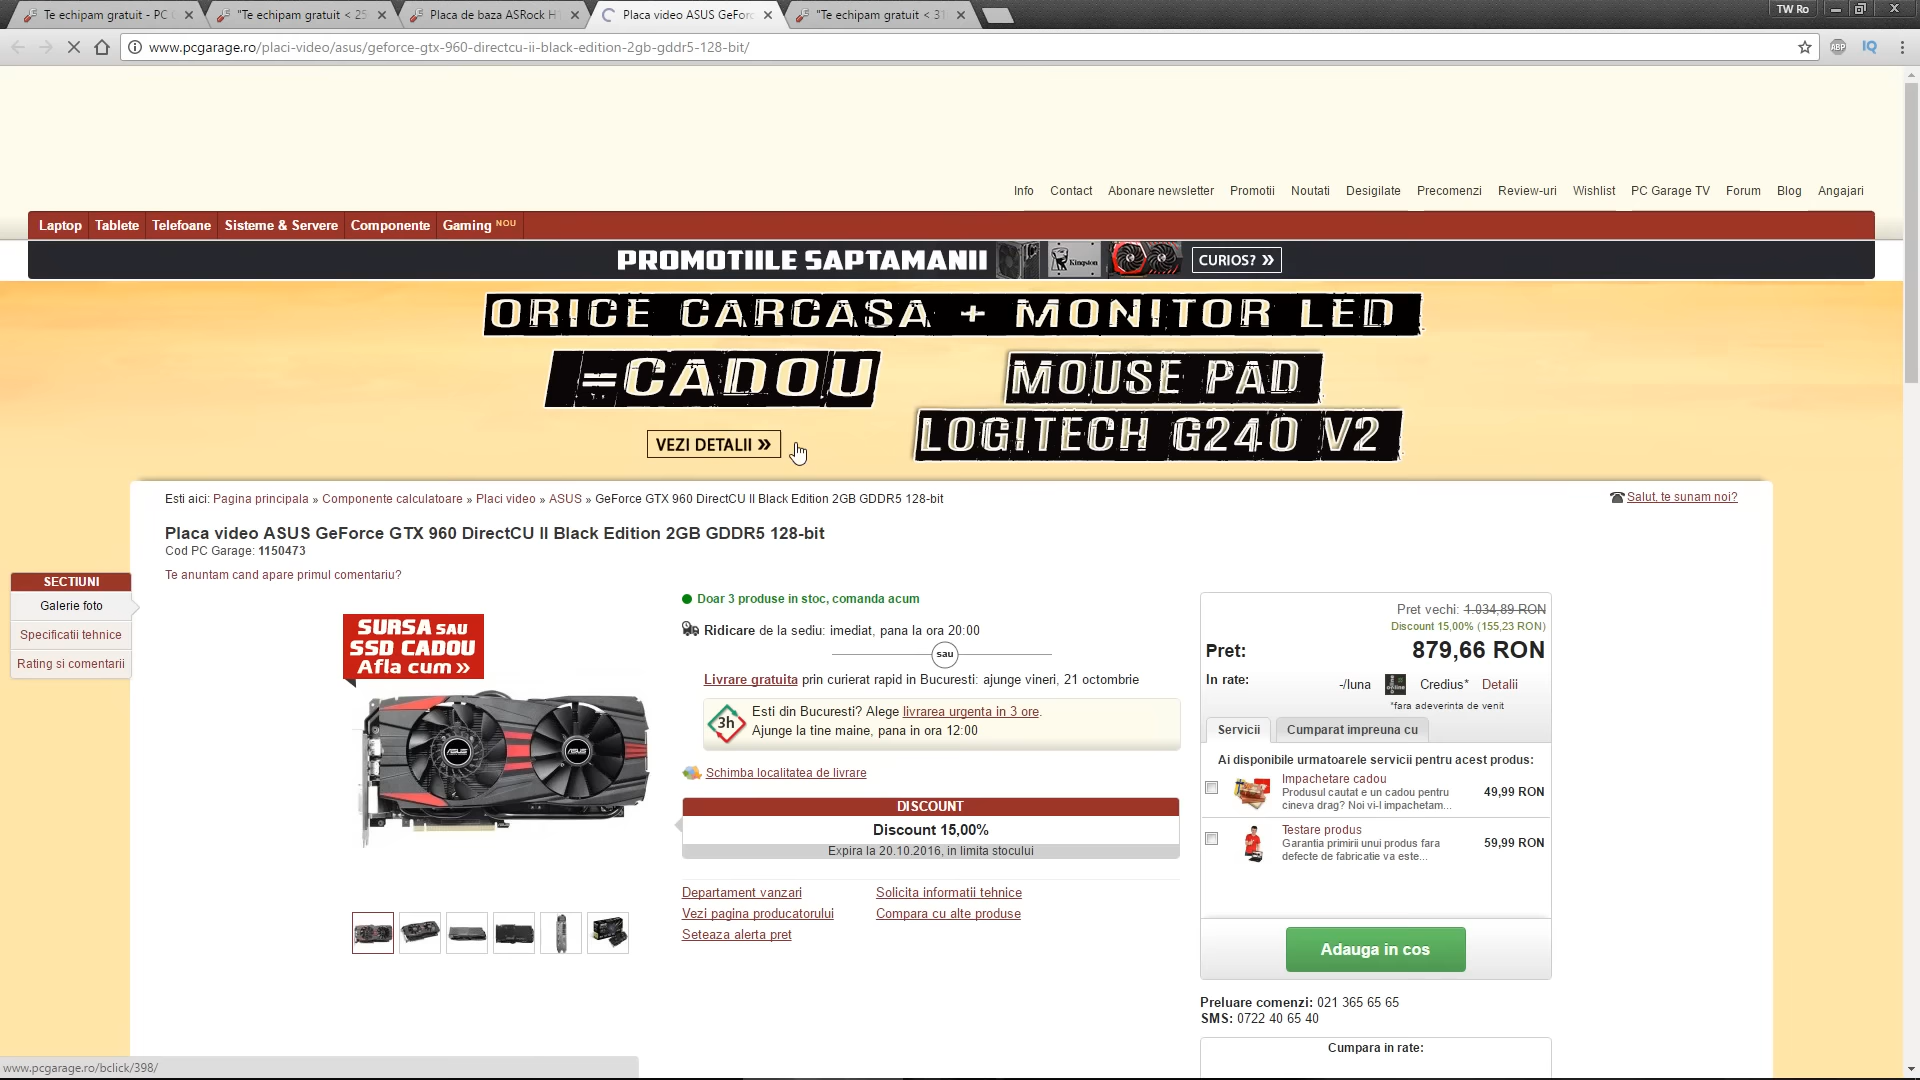 Te echipam gratuit - PC
"Te echipam gratuit < 25
Placa de baza ASRock H
Placa video ASUS GeFor
"Te echipam gratuit < 31
TW Ro
www.pcgarage.ro/placi-video/asus/geforce-gtx-960-directcu-ii-black-edition-2gb-gddr5-128-bit/
ABP
IQ
Info Contact Abonare newsletter Promotii Noutati Desigilate Precomenzi Review-uri Wishlist PC Garage TV Forum Blog Angajari
Laptop Tablete Telefoane Sisteme & Servere Componente Gaming NOU
PROMOTIILE SAPTAMANII Kingston CURIOS? »
ORICE CARCASA + MONITOR LED
=CADOU MOUSE PAD
LOGITECH G240 V2
VEZI DETALII »
Esti aici: Pagina principala » Componente calculatoare » Placi video » ASUS » GeForce GTX 960 DirectCU II Black Edition 2GB GDDR5 128-bit
Salut, te sunam noi?
Placa video ASUS GeForce GTX 960 DirectCU II Black Edition 2GB GDDR5 128-bit
Cod PC Garage: 1150473
Te anuntam cand apare primul comentariu?
SECTIUNI
Galerie foto
Specificatii tehnice
Rating si comentarii
SURSA SAU
SSD CADOU
Afla cum »
ASUS
ASUS
Doar 3 produse in stoc, comanda acum
Ridicare de la sediu: imediat, pana la ora 20:00
sau
Livrare gratuita prin curierat rapid in Bucuresti: ajunge vineri, 21 octombrie
3h
Esti din Bucuresti? Alege livrarea urgenta in 3 ore.
Ajunge la tine maine, pana in ora 12:00
Schimba localitatea de livrare
DISCOUNT
Discount 15,00%
Expira la 20.10.2016, in limita stocului
Departament vanzari Solicita informatii tehnice
Vezi pagina producatorului Compara cu alte produse
Seteaza alerta pret
Pret vechi: 1.034,89 RON
Discount 15,00% (155,23 RON)
Pret: 879,66 RON
In rate: -/luna Credius* Detalii
*fara adeverinta de venit
Servicii Cumparat impreuna cu
Ai disponibile urmatoarele servicii pentru acest produs:
Impachetare cadou
Produsul cautat e un cadou pentru
cineva drag? Noi vi-l impachetam...
49,99 RON
Testare produs
Garantia primirii unui produs fara
defecte de fabricatie va este...
59,99 RON
Adauga in cos
Preluare comenzi: 021 365 65 65
SMS: 0722 40 65 40
Cumpara in rate:
www.pcgarage.ro/bclick/398/